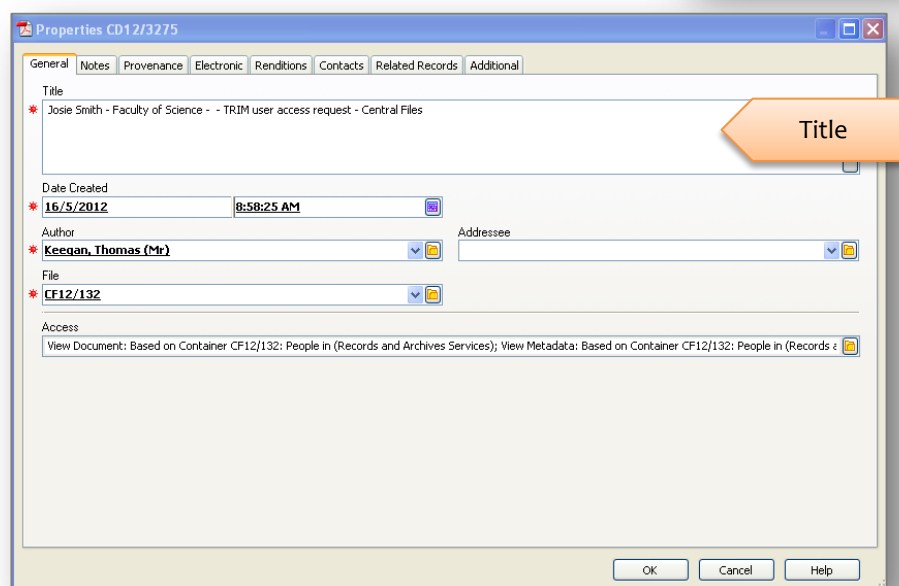 Properties CD12/3275
General Notes Provenance Electronic Renditions Contacts Related Records Additional
Title
Josie Smith - Faculty of Science - - TRIM user access request - Central Files
Title
Date Created
16/5/2012 8:58:25 AM
Author Addressee
Keegan, Thomas (Mr)
File
CF12/132
Access
View Document: Based on Container CF12/132: People in (Records and Archives Services); View Metadata: Based on Container CF12/132: People in (Records
OK Cancel Help